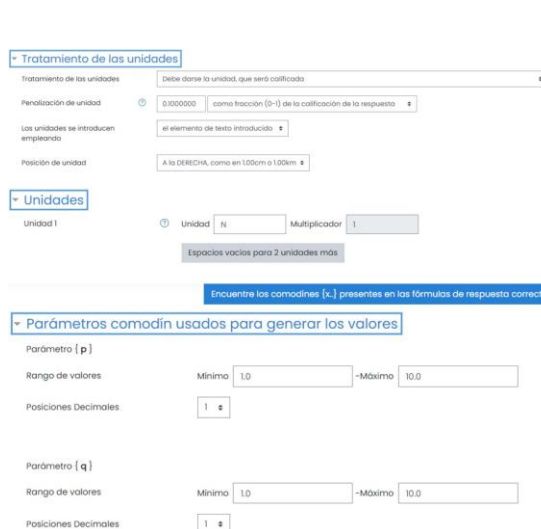 Tratamiento de las unidades
Tratamiento de las unidades Debe darse la unidad, que será calificada
Penalización de unidad 0.1000000 como fracción (0-1) de la calificación de la respuesta
Las unidades se introducen empleando el elemento de texto introducido
Posición de unidad A la DERECHA, como en 1.00cm o 1.00km
Unidades
Unidad 1 Unidad N Multiplicador 1
Espacios vacíos para 2 unidades más
Encuentre los comodines {x..} presentes en las fórmulas de respuesta correct
Parámetros comodín usados para generar los valores
Parámetro { p }
Rango de valores Mínimo 1.0 -Máximo 10.0
Posiciones Decimales 1
Parámetro { q }
Rango de valores Mínimo 1.0 -Máximo 10.0
Posiciones Decimales 1